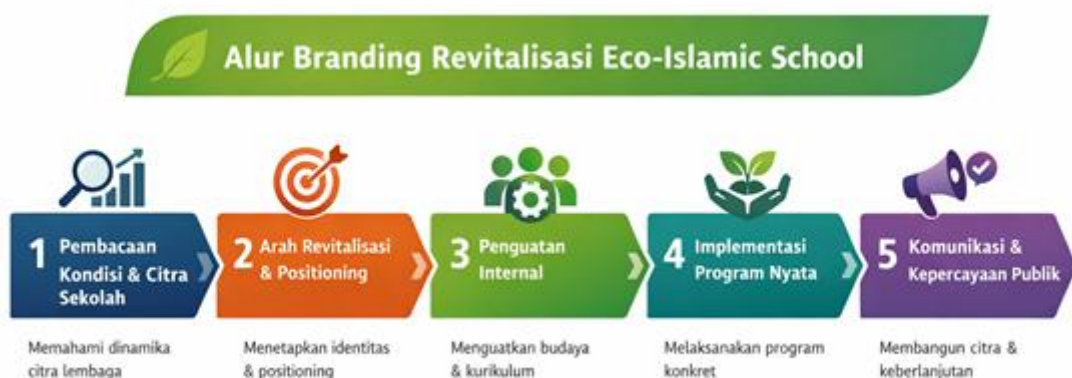 Alur Branding Revitalisasi Eco-Islamic School
1 Pembacaan
Kondisi & Citra
Sekolah
2 Arah Revitalisasi
& Positioning
3 Penguatan
Internal
4 Implementasi
Program Nyata
5 Komunikasi &
Kepercayaan Publik
Memahami dinamika
citra lembaga
Menetapkan identitas
& positioning
Menguatkan budaya
& kurikulum
Melaksanakan program
konkret
Membangun citra &
keberlanjutan